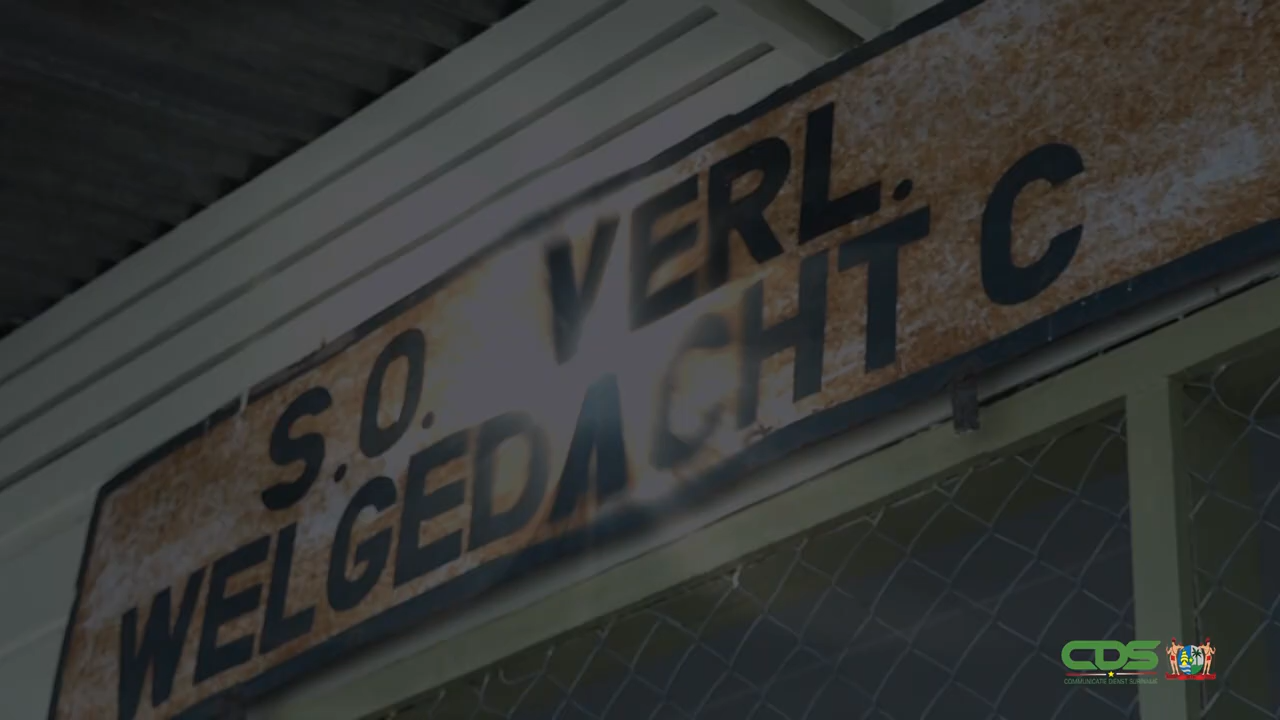 S.O. VERL.
WELGEDACHT C
CDS
COMMUNICATIE DIENST SURINAME